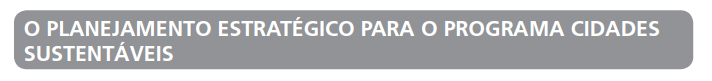 O PLANEJAMENTO ESTRATÉGICO PARA O PROGRAMA CIDADES
SUSTENTÁVEIS